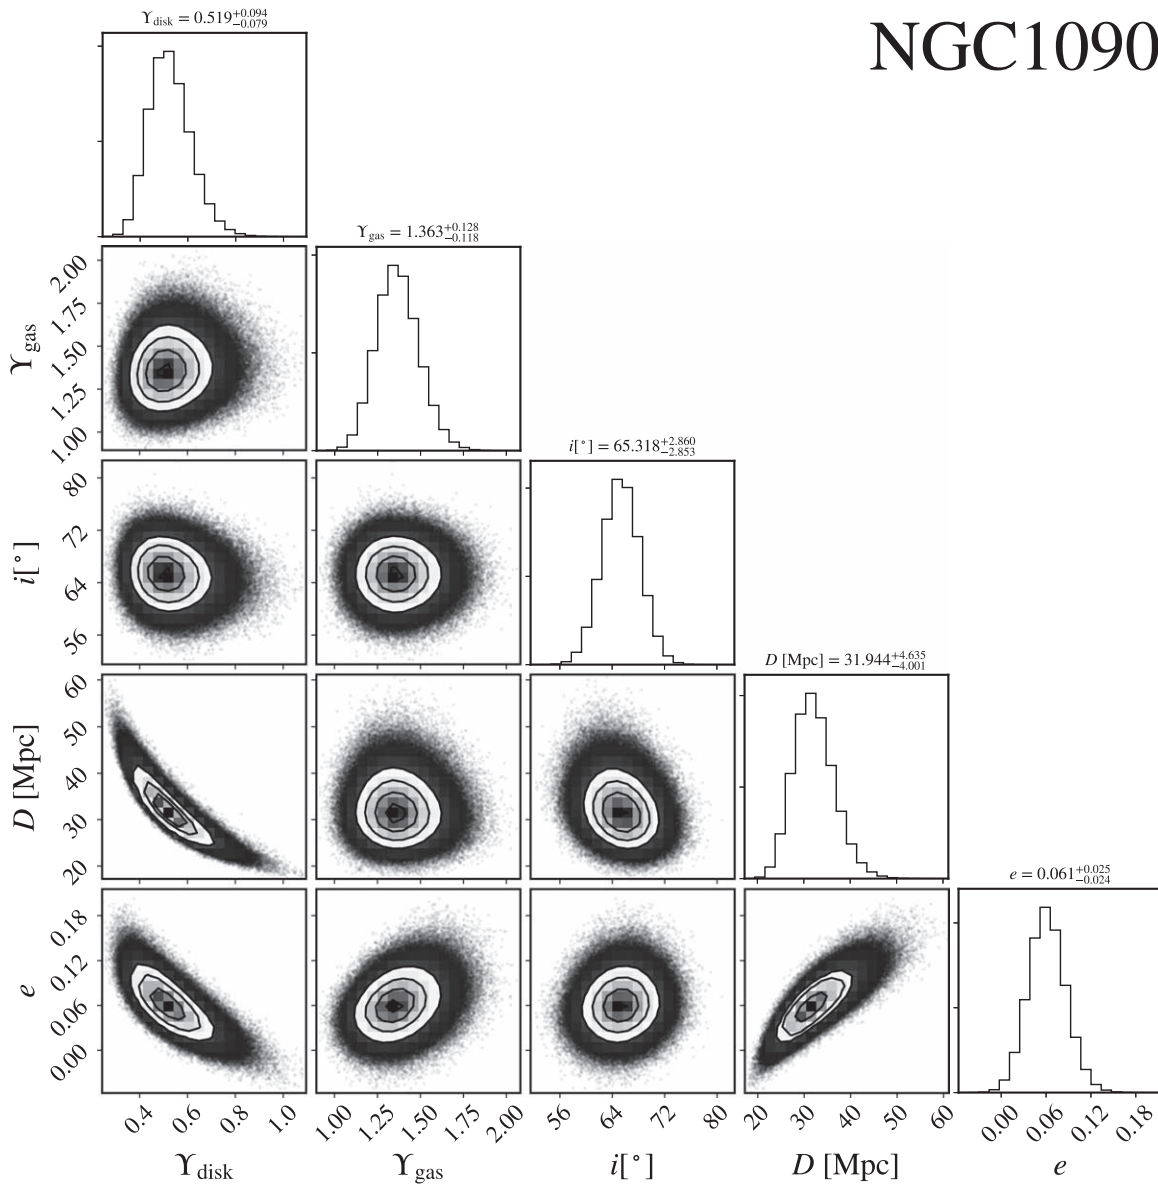 NGC1090
ϒdisk = 0.519+0.094−0.079
ϒgas = 1.363+0.128−0.118
2.00
1.75
1.50
1.25
1.00
ϒgas
i[°] = 65.318+2.860−2.853
80
72
64
56
i[°]
D [Mpc] = 31.944+4.635−4.001
60
50
40
30
20
D [Mpc]
e = 0.061+0.025−0.024
0.18
0.12
0.06
0.00
e
0.4 0.6 0.8 1.0 1.00 1.25 1.50 1.75 2.00 56 64 72 80 20 30 40 50 60 0.00 0.06 0.12 0.18
ϒdisk ϒgas i[°] D [Mpc] e